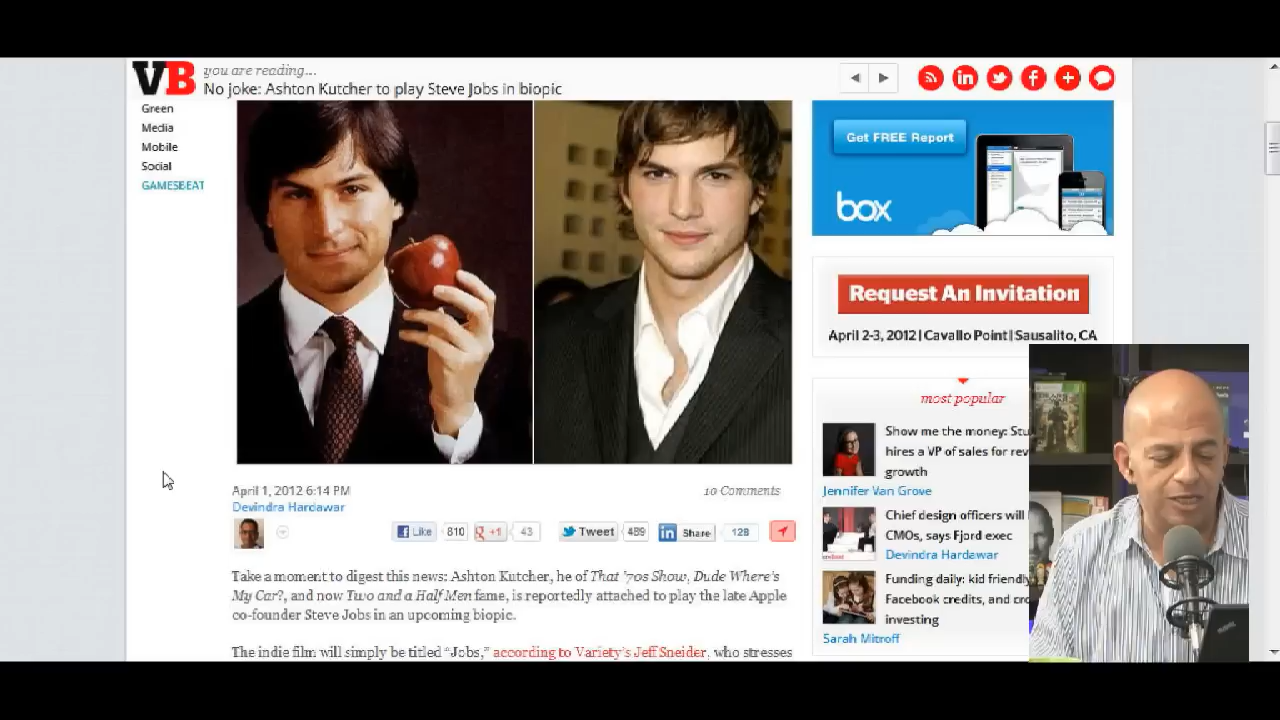 VB
you are reading...
No joke: Ashton Kutcher to play Steve Jobs in biopic
Green
Media
Mobile
Social
GAMESBEAT
Get FREE Report
box
Request An Invitation
April 2-3, 2012 | Cavallo Point | Sausalito, CA
most popular
Show me the money: Stu
hires a VP of sales for rev
growth
Jennifer Van Grove
Chief design officers will
CMOs, says Fjord exec
Devindra Hardawar
Funding daily: kid friendly
Facebook credits, and cro
investing
Sarah Mitroff
April 1, 2012 6:14 PM
10 Comments
Devindra Hardawar
Like 810 +1 43 Tweet 489 Share 128
Take a moment to digest this news: Ashton Kutcher, he of That '70s Show, Dude Where's
My Car?, and now Two and a Half Men fame, is reportedly attached to play the late Apple
co-founder Steve Jobs in an upcoming biopic.
The indie film will simply be titled “Jobs,” according to Variety's Jeff Sneider, who stresses